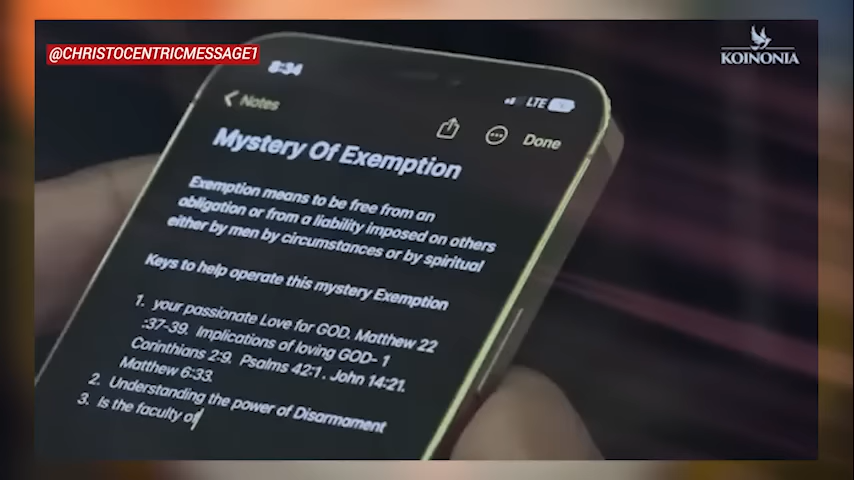 @CHRISTOCENTRICMESSAGE1
KOINONIA
8:34
LTE
Notes
Done
Mystery Of Exemption
Exemption means to be free from an
obligation or from a liability imposed on others
either by men by circumstances or by spiritual
Keys to help operate this mystery Exemption
1. your passionate Love for GOD. Matthew 22
:37-39. Implications of loving GOD- 1
Corinthians 2:9. Psalms 42:1. John 14:21.
Matthew 6:33.
2. Understanding the power of Disarmament
3. Is the faculty of